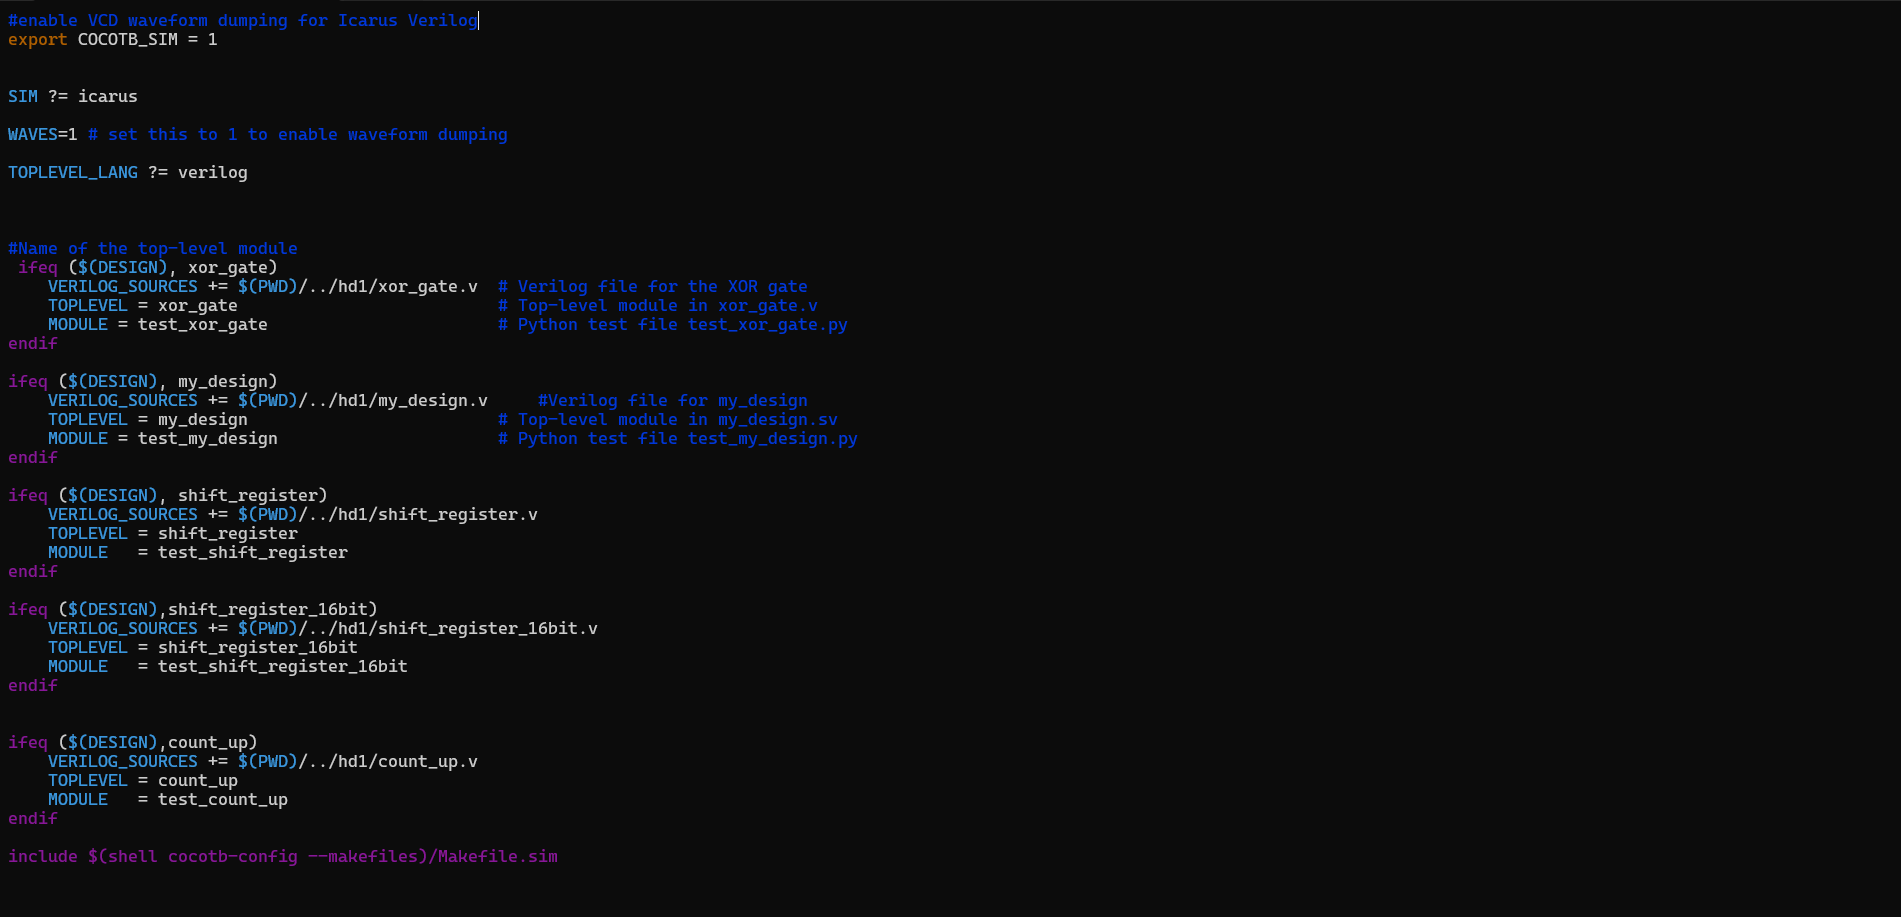 #enable VCD waveform dumping for Icarus Verilog
export COCOTB_SIM = 1
SIM ?= icarus
WAVES=1 # set this to 1 to enable waveform dumping
TOPLEVEL_LANG ?= verilog
#Name of the top-level module
 ifeq ($(DESIGN), xor_gate)
    VERILOG_SOURCES += $(PWD)/../hd1/xor_gate.v  # Verilog file for the XOR gate
    TOPLEVEL = xor_gate                          # Top-level module in xor_gate.v
    MODULE = test_xor_gate                       # Python test file test_xor_gate.py
endif
ifeq ($(DESIGN), my_design)
    VERILOG_SOURCES += $(PWD)/../hd1/my_design.v     #Verilog file for my_design
    TOPLEVEL = my_design                         # Top-level module in my_design.sv
    MODULE = test_my_design                      # Python test file test_my_design.py
endif
ifeq ($(DESIGN), shift_register)
    VERILOG_SOURCES += $(PWD)/../hd1/shift_register.v
    TOPLEVEL = shift_register
    MODULE   = test_shift_register
endif
ifeq ($(DESIGN),shift_register_16bit)
    VERILOG_SOURCES += $(PWD)/../hd1/shift_register_16bit.v
    TOPLEVEL = shift_register_16bit
    MODULE   = test_shift_register_16bit
endif
ifeq ($(DESIGN),count_up)
    VERILOG_SOURCES += $(PWD)/../hd1/count_up.v
    TOPLEVEL = count_up
    MODULE   = test_count_up
endif
include $(shell cocotb-config --makefiles)/Makefile.sim